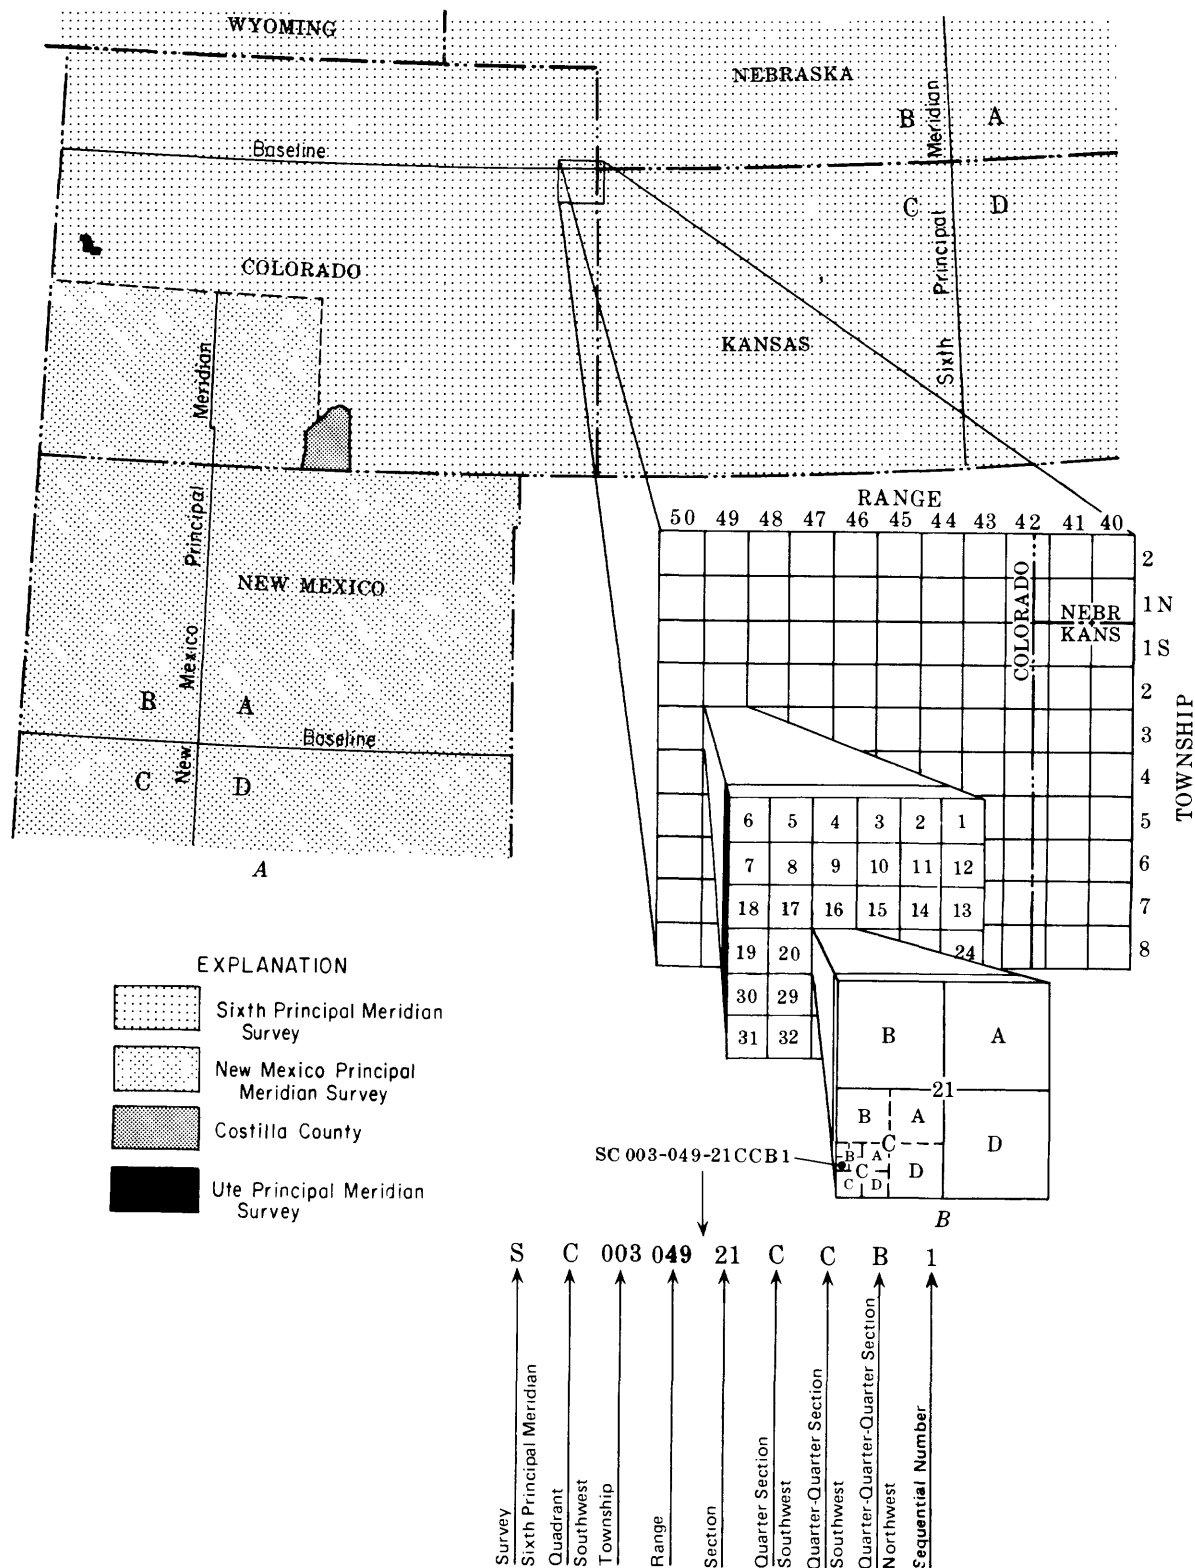 WYOMING
NEBRASKA
B
A
Meridian
Baseline
C
D
Principal
COLORADO
KANSAS
Sixth
Meridian
RANGE
50 49 48 47 46 45 44 43 42 41 40
Principal
2
NEW MEXICO
COLORADO
1 N
NEBR
KANS
1 S
Mexico
2
B
A
TOWNSHIP
3
Baseline
New
4
C
D
5
6 5 4 3 2 1
A
6
7 8 9 10 11 12
7
18 17 16 15 14 13
8
19 20 24
EXPLANATION
30 29
Sixth Principal Meridian
Survey
31 32
B
A
New Mexico Principal
Meridian Survey
21
B
A
Costilla County
C
D
SC 003-049-21CCB1
B
A
C
D
C
D
Ute Principal Meridian
Survey
B
S C 003 049 21 C C B 1
Survey
Sixth Principal Meridian
Quadrant
Southwest
Township
Range
Section
Quarter Section
Southwest
Quarter-Quarter Section
Southwest
Quarter-Quarter-Quarter Section
Northwest
Sequential Number